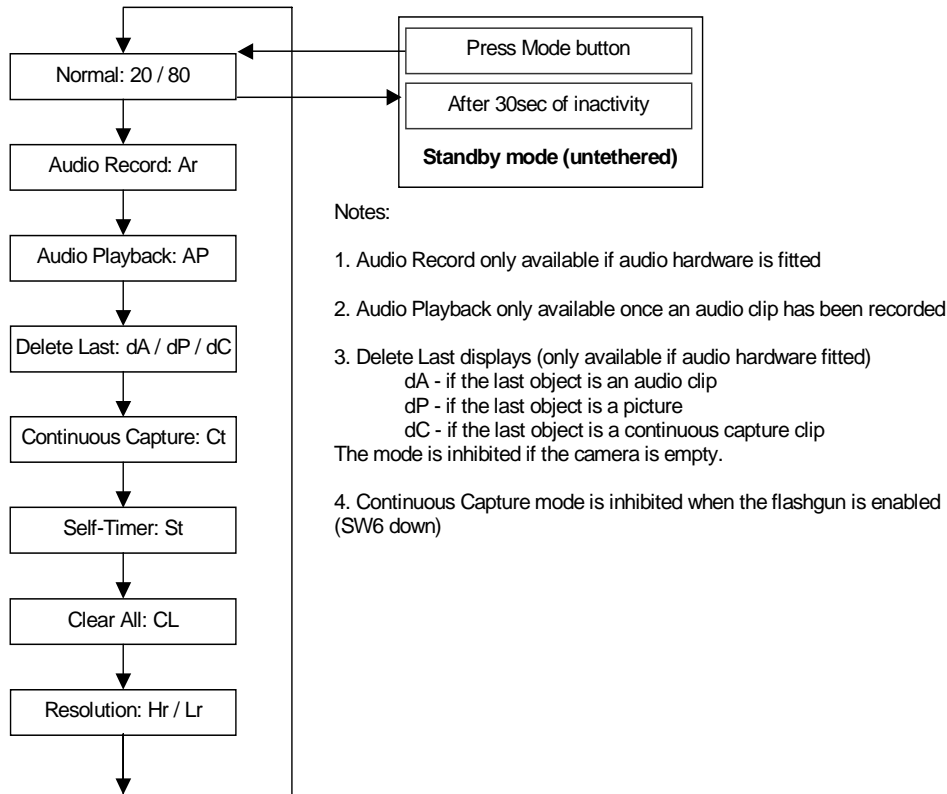 Normal: 20 / 80
Audio Record: Ar
Audio Playback: AP
Delete Last: dA / dP / dC
Continuous Capture: Ct
Self-Timer: St
Clear All: CL
Resolution: Hr / Lr
Press Mode button
After 30sec of inactivity
Standby mode (untethered)
Notes:
1. Audio Record only available if audio hardware is fitted
2. Audio Playback only available once an audio clip has been recorded
3. Delete Last displays (only available if audio hardware fitted)
dA - if the last object is an audio clip
dP - if the last object is a picture
dC - if the last object is a continuous capture clip
The mode is inhibited if the camera is empty.
4. Continuous Capture mode is inhibited when the flashgun is enabled
(SW6 down)